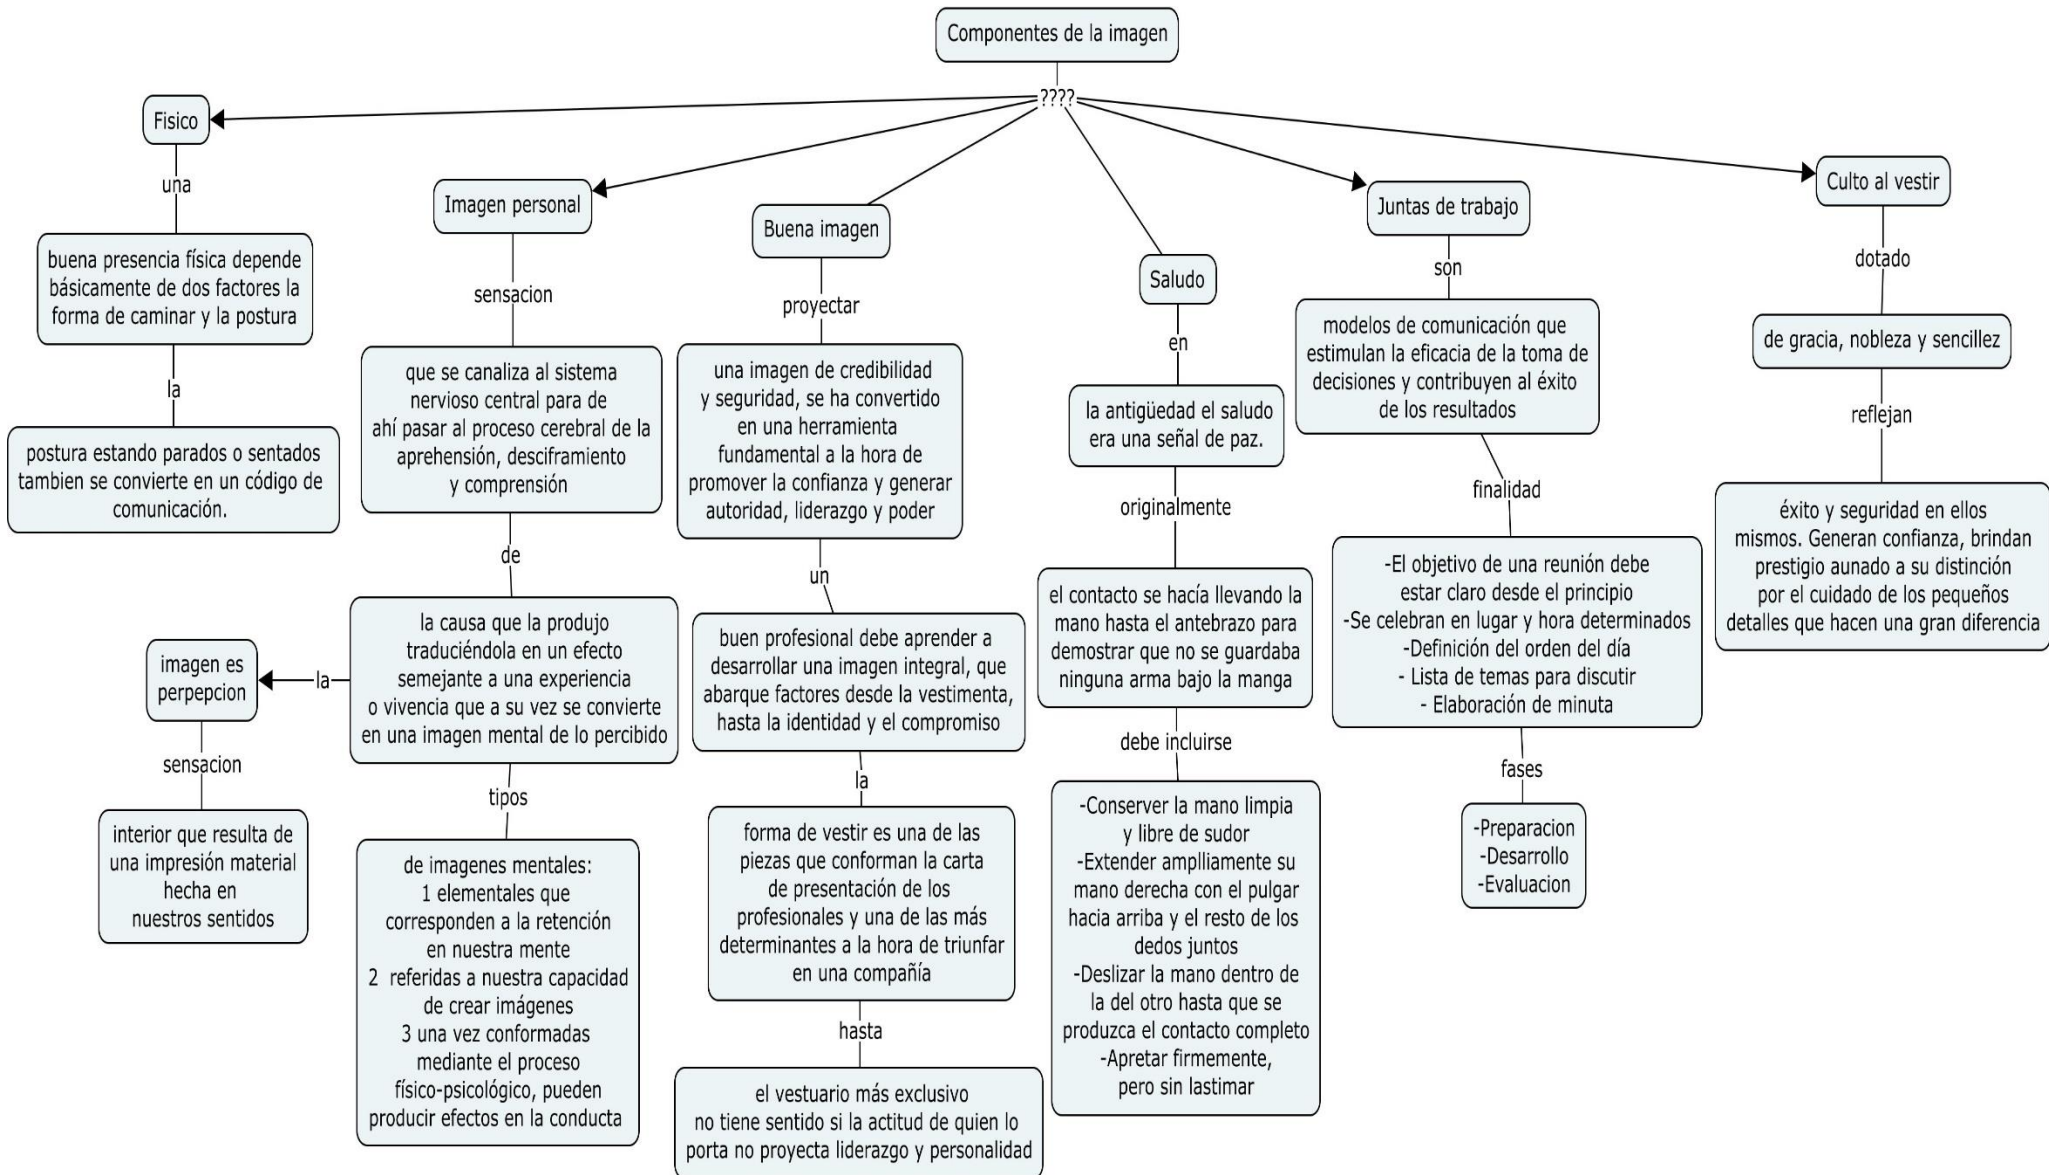 Componentes de la imagen
????
Fisico
una
buena presencia física depende
básicamente de dos factores la
forma de caminar y la postura
la
postura estando parados o sentados
tambien se convierte en un código de
comunicación.
Imagen personal
sensacion
que se canaliza al sistema
nervioso central para de
ahí pasar al proceso cerebral de la
aprehensión, desciframiento
y comprensión
de
la causa que la produjo
traduciéndola en un efecto
semejante a una experiencia
o vivencia que a su vez se convierte
en una imagen mental de lo percibido
la
imagen es
perpepcion
sensacion
interior que resulta de
una impresión material
hecha en
nuestros sentidos
tipos
de imagenes mentales:
1 elementales que
corresponden a la retención
en nuestra mente
2 referidas a nuestra capacidad
de crear imágenes
3 una vez conformadas
mediante el proceso
físico-psicológico, pueden
producir efectos en la conducta
Buena imagen
proyectar
una imagen de credibilidad
y seguridad, se ha convertido
en una herramienta
fundamental a la hora de
promover la confianza y generar
autoridad, liderazgo y poder
un
buen profesional debe aprender a
desarrollar una imagen integral, que
abarque factores desde la vestimenta,
hasta la identidad y el compromiso
la
forma de vestir es una de las
piezas que conforman la carta
de presentación de los
profesionales y una de las más
determinantes a la hora de triunfar
en una compañía
hasta
el vestuario más exclusivo
no tiene sentido si la actitud de quien lo
porta no proyecta liderazgo y personalidad
Saludo
en
la antigüedad el saludo
era una señal de paz.
originalmente
el contacto se hacía llevando la
mano hasta el antebrazo para
demostrar que no se guardaba
ninguna arma bajo la manga
debe incluirse
-Conserver la mano limpia
y libre de sudor
-Extender amplliamente su
mano derecha con el pulgar
hacia arriba y el resto de los
dedos juntos
-Deslizar la mano dentro de
la del otro hasta que se
produzca el contacto completo
-Apretar firmemente,
pero sin lastimar
Juntas de trabajo
son
modelos de comunicación que
estimulan la eficacia de la toma de
decisiones y contribuyen al éxito
de los resultados
finalidad
-El objetivo de una reunión debe
estar claro desde el principio
-Se celebran en lugar y hora determinados
-Definición del orden del día
- Lista de temas para discutir
- Elaboración de minuta
fases
-Preparacion
-Desarrollo
-Evaluacion
Culto al vestir
dotado
de gracia, nobleza y sencillez
reflejan
éxito y seguridad en ellos
mismos. Generan confianza, brindan
prestigio aunado a su distinción
por el cuidado de los pequeños
detalles que hacen una gran diferencia